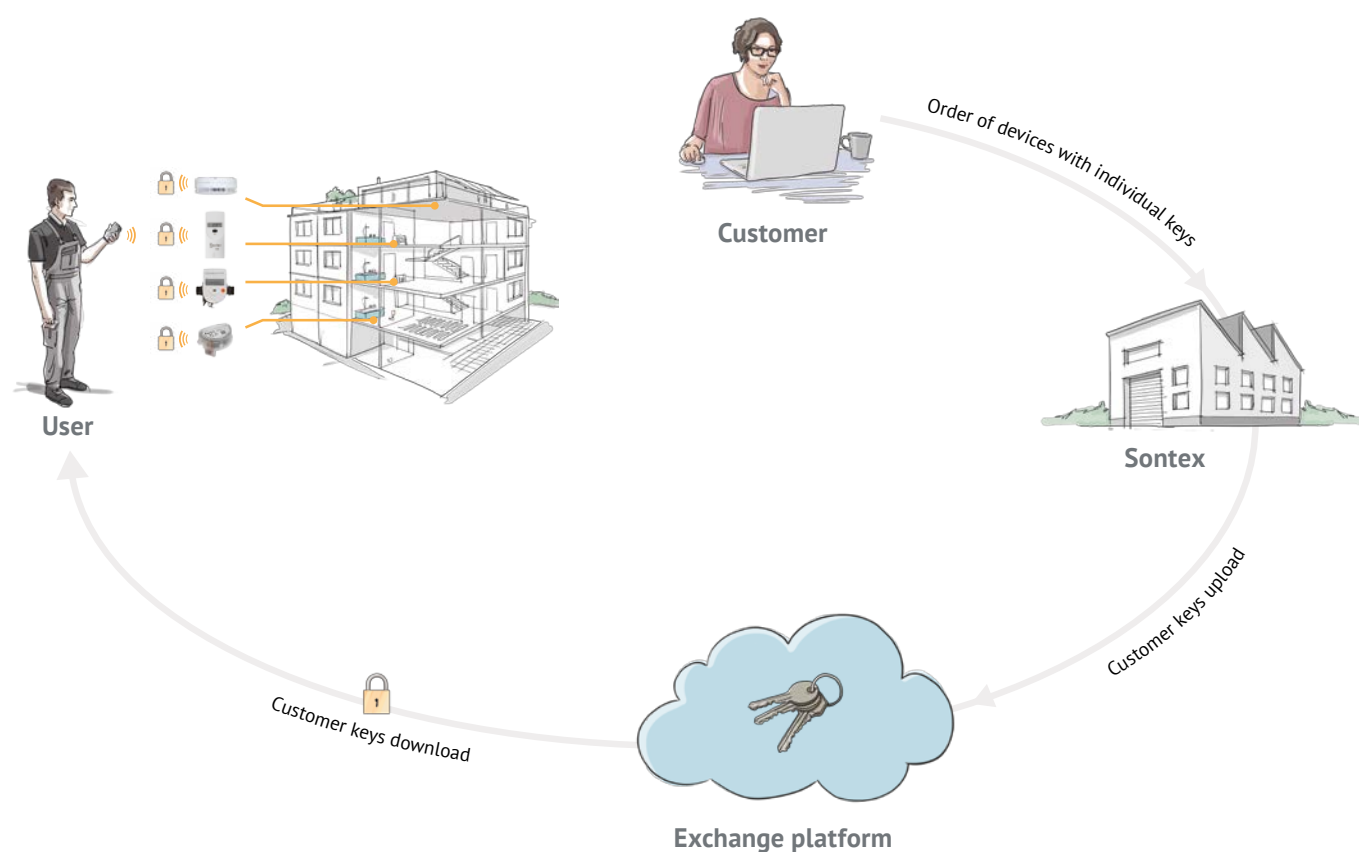 Order of devices with individual keys
Customer
User
Sontex
Customer keys upload
Customer keys download
Exchange platform